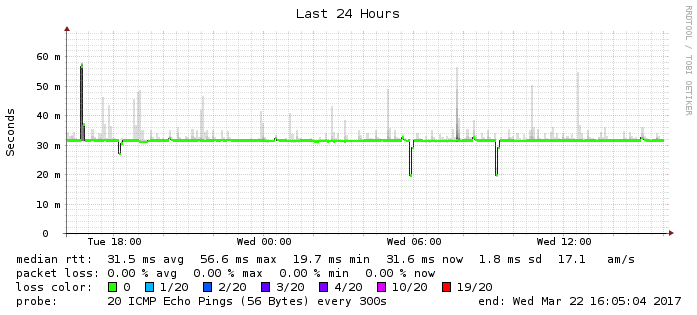 Last 24 Hours
RRDTOOL / TOBI OETIKER
Seconds
60 m
50 m
40 m
30 m
20 m
10 m
0
Tue 18:00 Wed 00:00 Wed 06:00 Wed 12:00
median rtt: 31.5 ms avg 56.6 ms max 19.7 ms min 31.6 ms now 1.8 ms sd 17.1 am/s
packet loss: 0.00 % avg 0.00 % max 0.00 % min 0.00 % now
loss color: 0 1/20 2/20 3/20 4/20 10/20 19/20
probe: 20 ICMP Echo Pings (56 Bytes) every 300s end: Wed Mar 22 16:05:04 2017